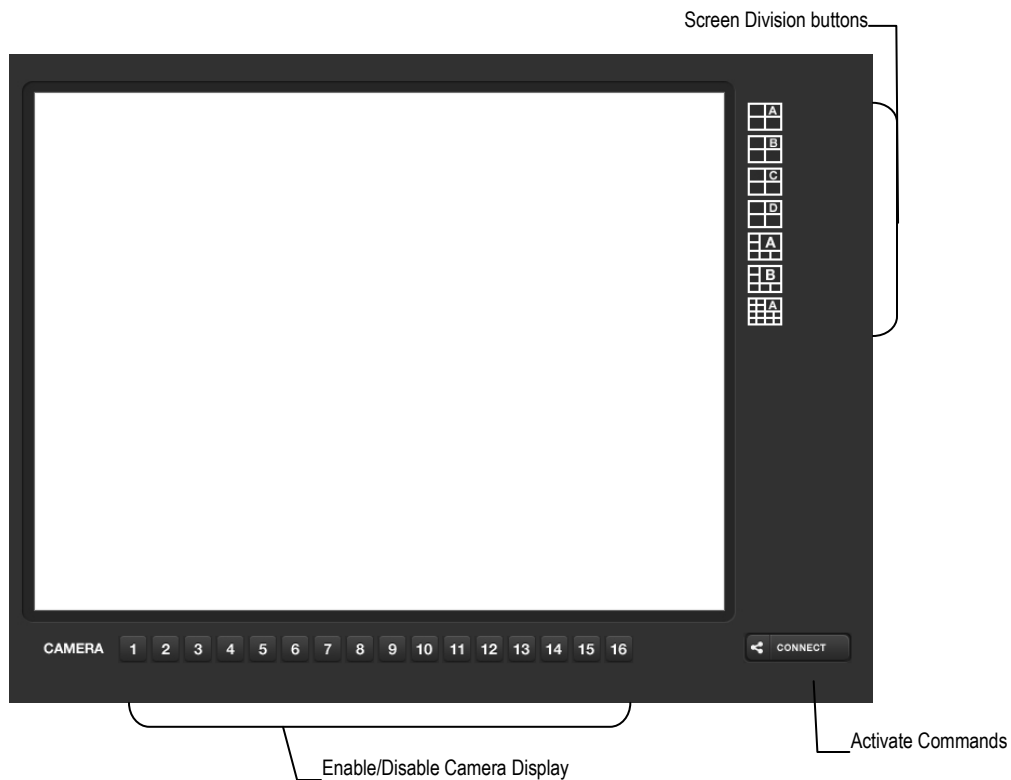 Screen Division buttons
A
B
C
D
A
B
A
CAMERA 1 2 3 4 5 6 7 8 9 10 11 12 13 14 15 16
CONNECT
Activate Commands
Enable/Disable Camera Display